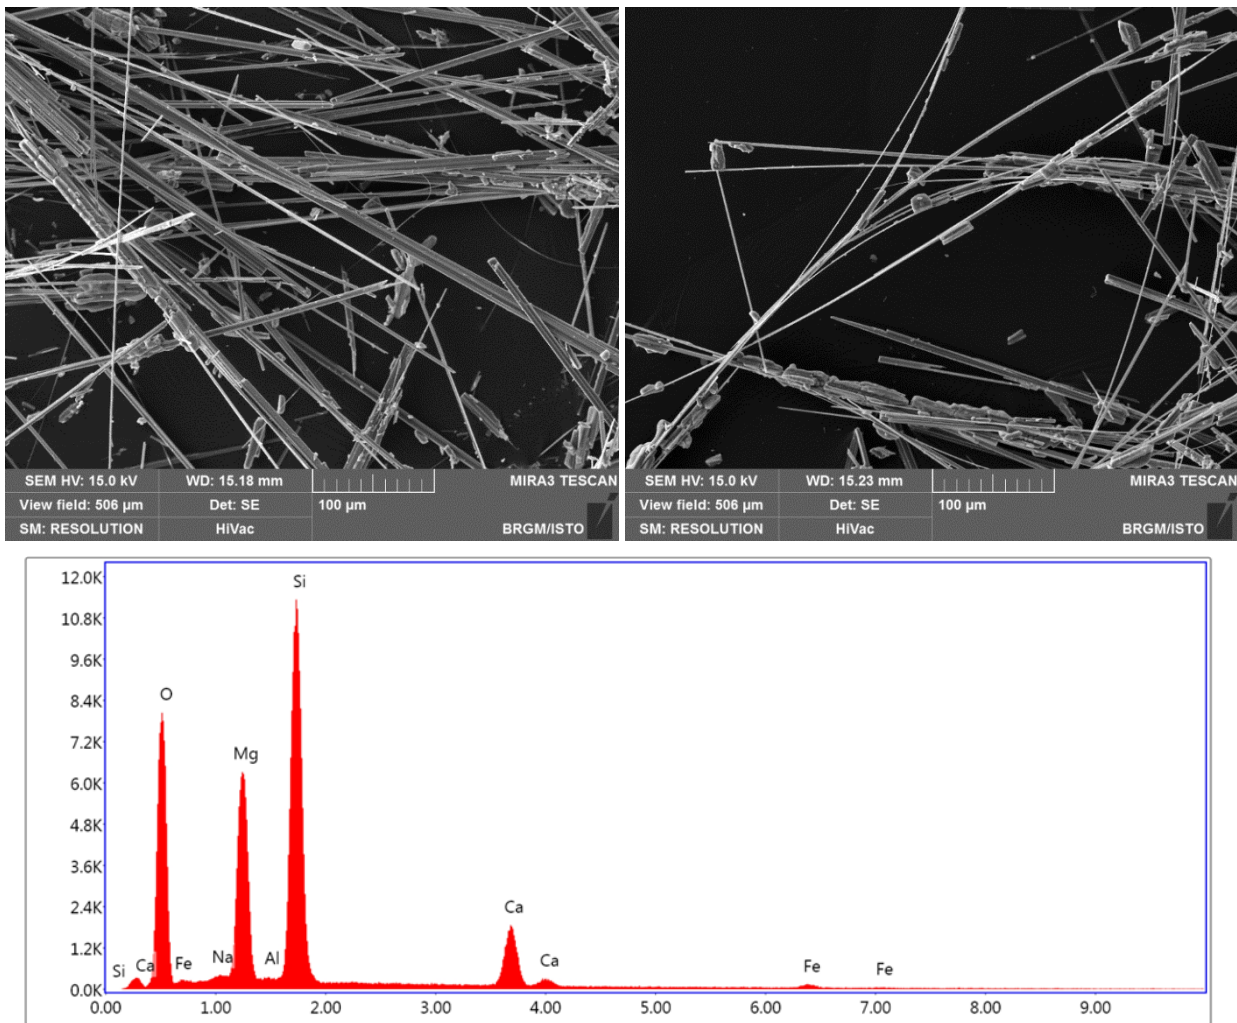 SEM HV: 15.0 kV WD: 15.18 mm MIRA3 TESCAN
View field: 506 µm Det: SE 100 µm
SM: RESOLUTION HiVac BRGM/ISTO
SEM HV: 15.0 kV WD: 15.23 mm MIRA3 TESCAN
View field: 506 µm Det: SE 100 µm
SM: RESOLUTION HiVac BRGM/ISTO
12.0K
Si
10.8K
9.6K
O
8.4K
Mg
7.2K
6.0K
4.8K
3.6K
2.4K
Ca
1.2K
Si Ca Fe Na Al Ca Fe Fe
0.0K
0.00 1.00 2.00 3.00 4.00 5.00 6.00 7.00 8.00 9.00